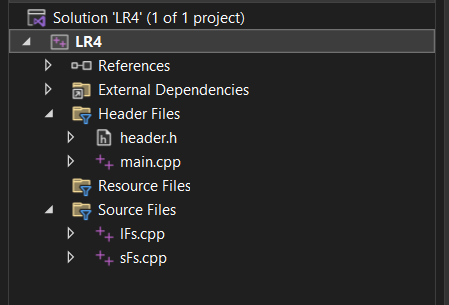 Solution 'LR4' (1 of 1 project)
LR4
References
External Dependencies
Header Files
header.h
main.cpp
Resource Files
Source Files
lFs.cpp
sFs.cpp